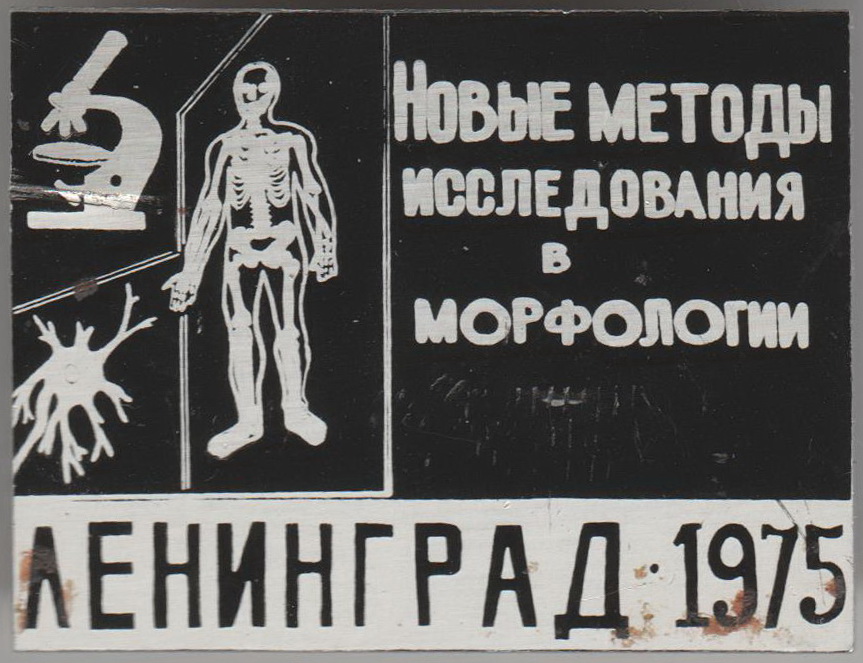 Новые методы
исследования
в
морфологии
ЛЕНИНГРАД·1975